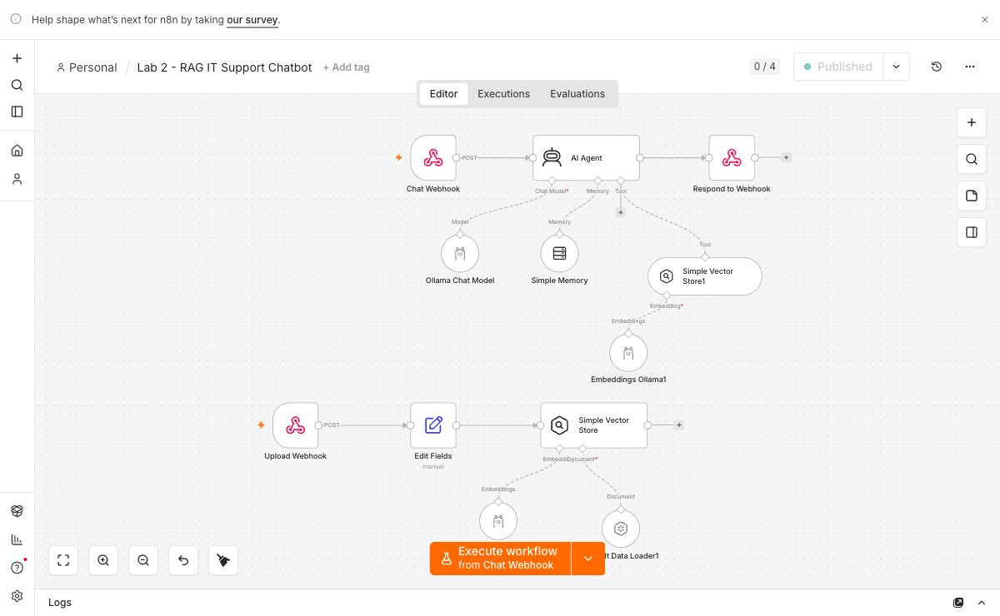 Help shape what's next for n8n by taking our survey.
Personal / Lab 2 - RAG IT Support Chatbot + Add tag
0 / 4
Published
Editor Executions Evaluations
POST
AI Agent
Chat Webhook
Respond to Webhook
Chat Model*
Memory
Tool
Model
Memory
Tool
Ollama Chat Model
Simple Memory
Simple Vector
Store1
Embedding*
Embeddings
Embeddings Ollama1
POST
Simple Vector
Store
Upload Webhook
Edit Fields
manual
Embeddi
Document*
Embeddings
Document
Execute workflow
from Chat Webhook
lt Data Loader1
Logs